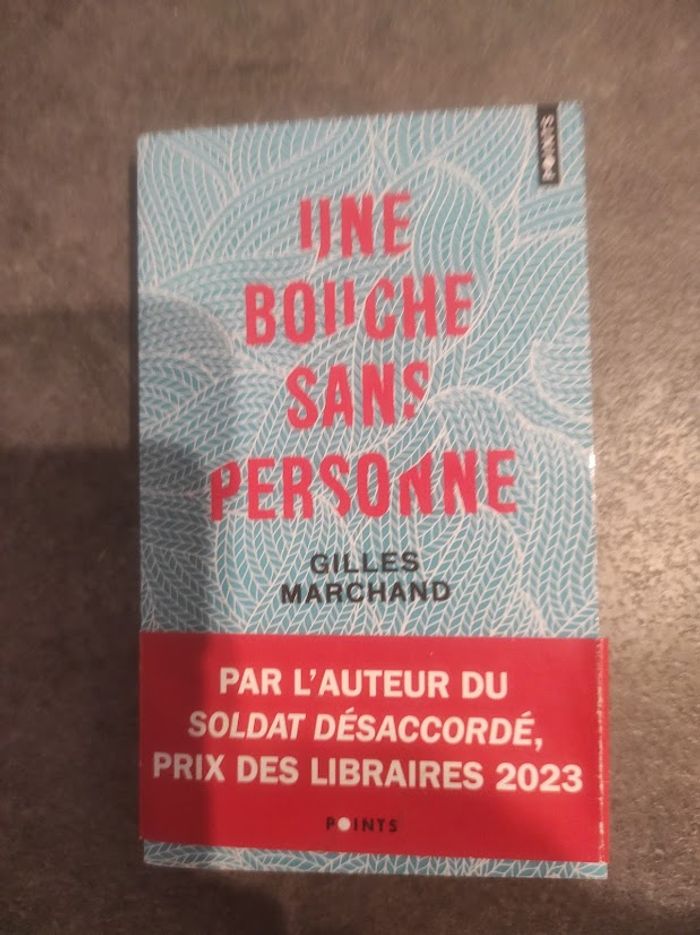 POINTS
UNE
BOUCHE
SANS
PERSONNE
GILLES
MARCHAND
PAR L'AUTEUR DU
SOLDAT DÉSACCORDÉ,
PRIX DES LIBRAIRES 2023
POINTS